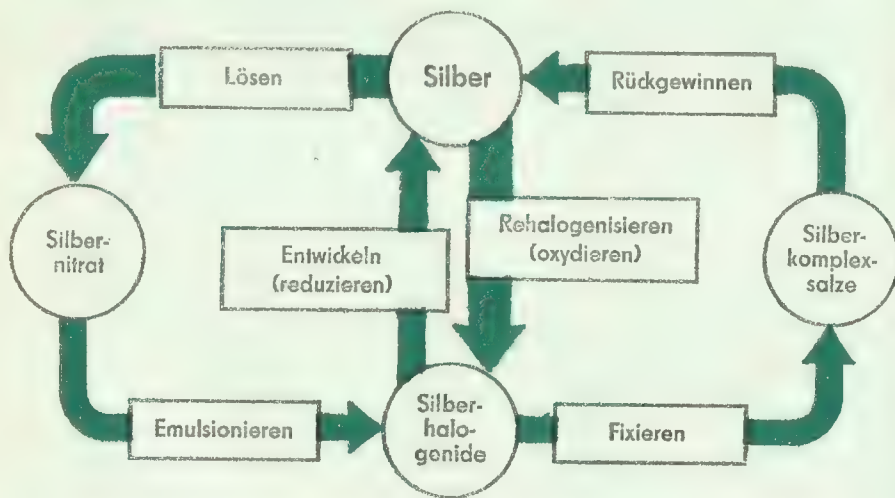 Lösen
Silber
Rückgewinnen
Silber-
nitrat
Entwickeln
(reduzieren)
Rehalogenisieren
(oxydieren)
Silber-
komplex-
salze
Emulsionieren
Silber-
halo-
genide
Fixieren